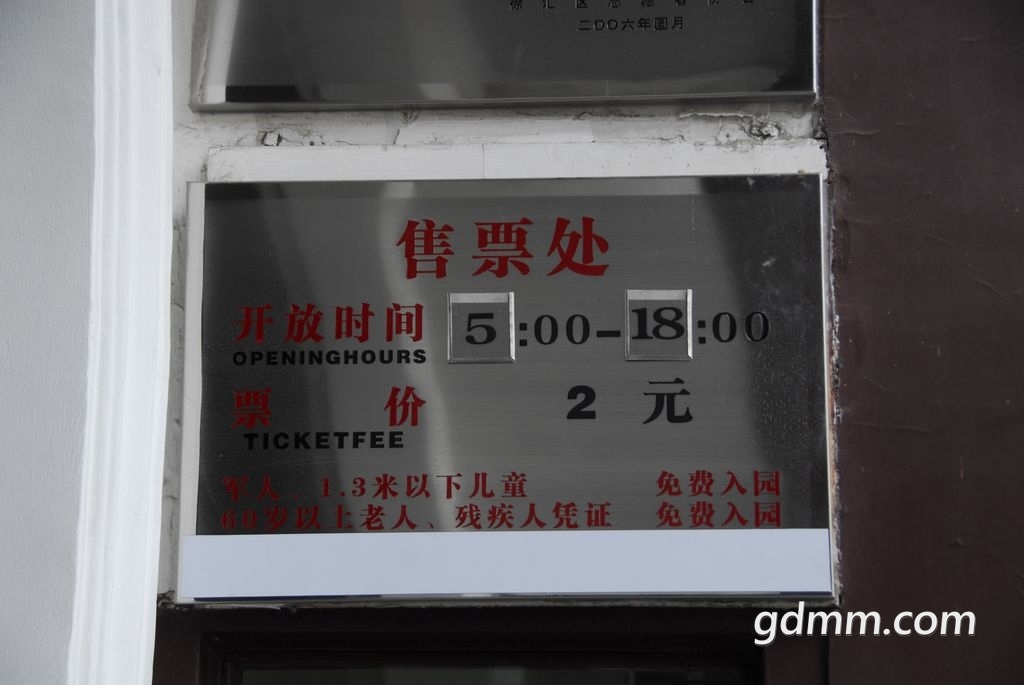 二〇〇六年圆月
售票处
开放时间 5:00-18:00
OPENINGHOURS
票 价 2 元
TICKETFEE
军人、1.3米以下儿童 免费入园
60岁以上老人、残疾人凭证 免费入园
gdmm.com